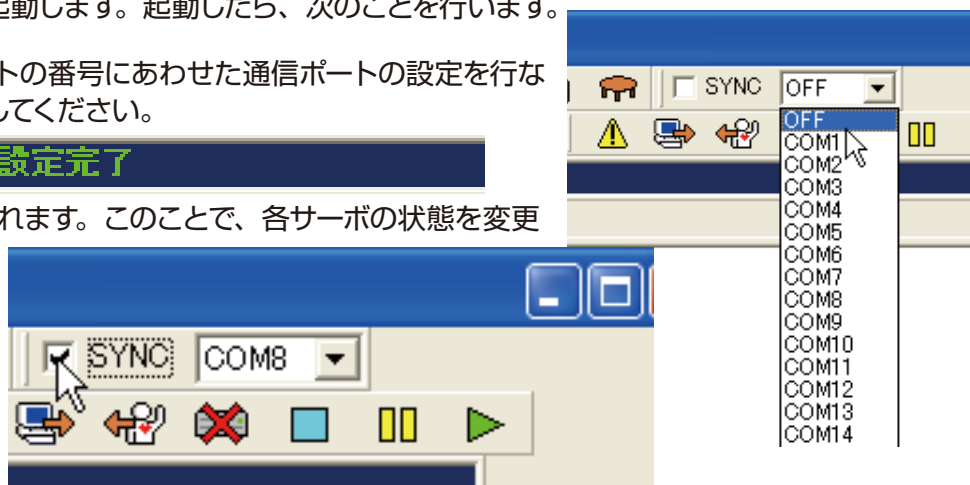 起動します。起動したら、次のことを行います。
トの番号にあわせた通信ポートの設定を行な
してください。
設定完了
れます。このことで、各サーボの状態を変更
SYNC COM8
SYNC OFF
OFF
COM1
COM2
COM3
COM4
COM5
COM6
COM7
COM8
COM9
COM10
COM11
COM12
COM13
COM14